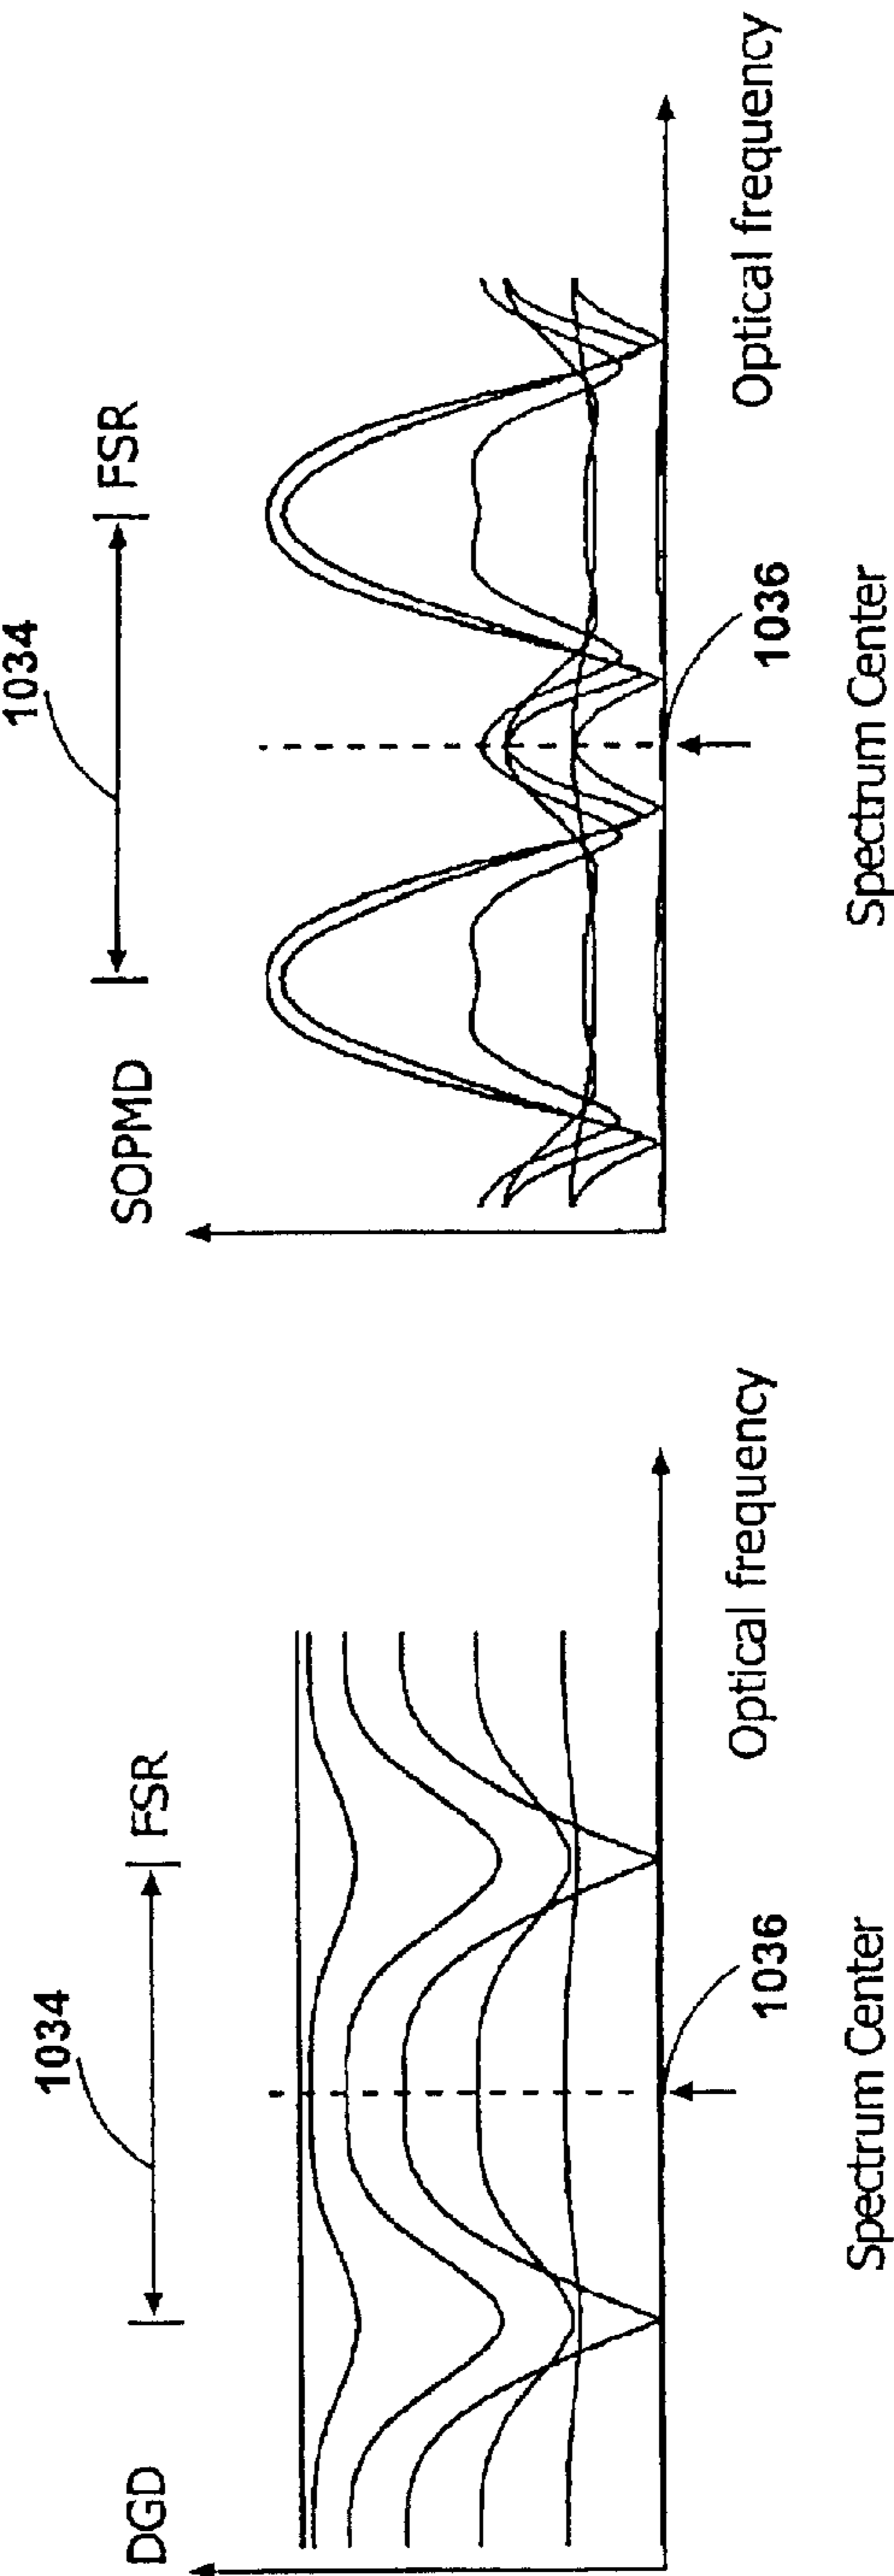 DGD
1034
FSR
Optical frequency
1036
Spectrum Center
SOPMD
1034
FSR
Optical frequency
1036
Spectrum Center